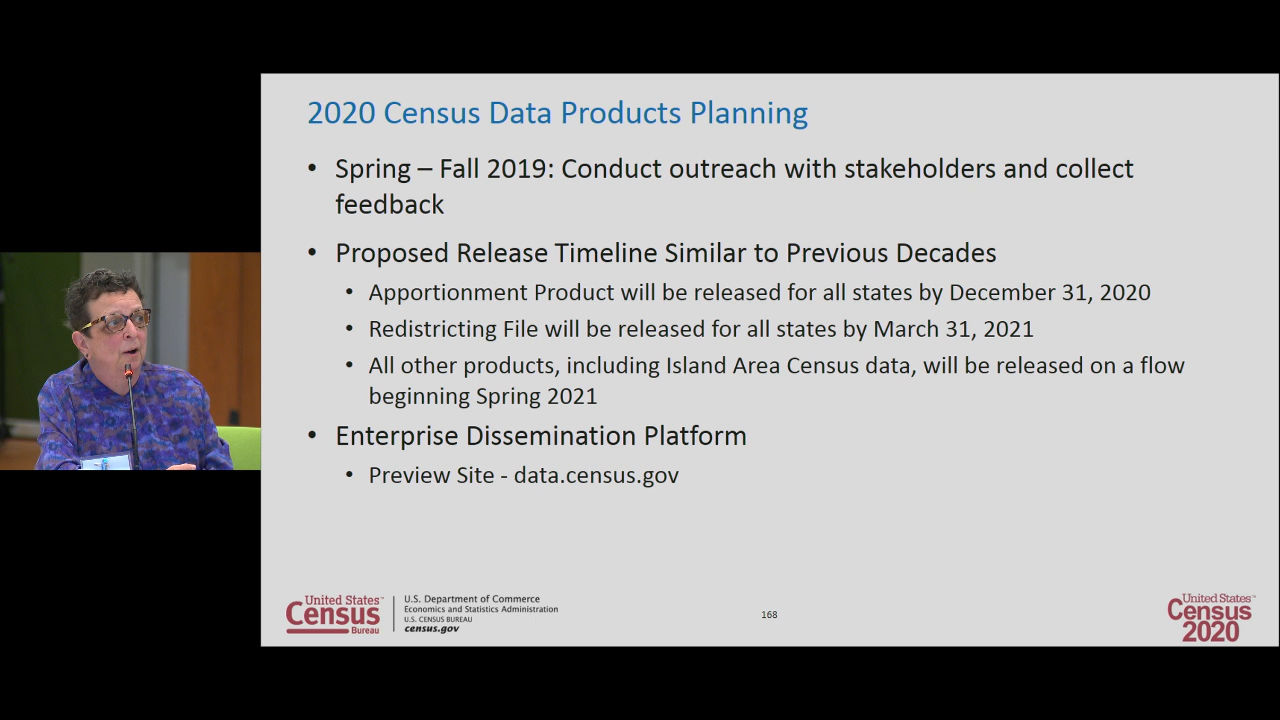 2020 Census Data Products Planning
• Spring – Fall 2019: Conduct outreach with stakeholders and collect
feedback
• Proposed Release Timeline Similar to Previous Decades
• Apportionment Product will be released for all states by December 31, 2020
• Redistricting File will be released for all states by March 31, 2021
• All other products, including Island Area Census data, will be released on a flow
beginning Spring 2021
• Enterprise Dissemination Platform
• Preview Site - data.census.gov
United States™
Census
Bureau
U.S. Department of Commerce
Economics and Statistics Administration
U.S. CENSUS BUREAU
census.gov
168
United States™
Census
2020